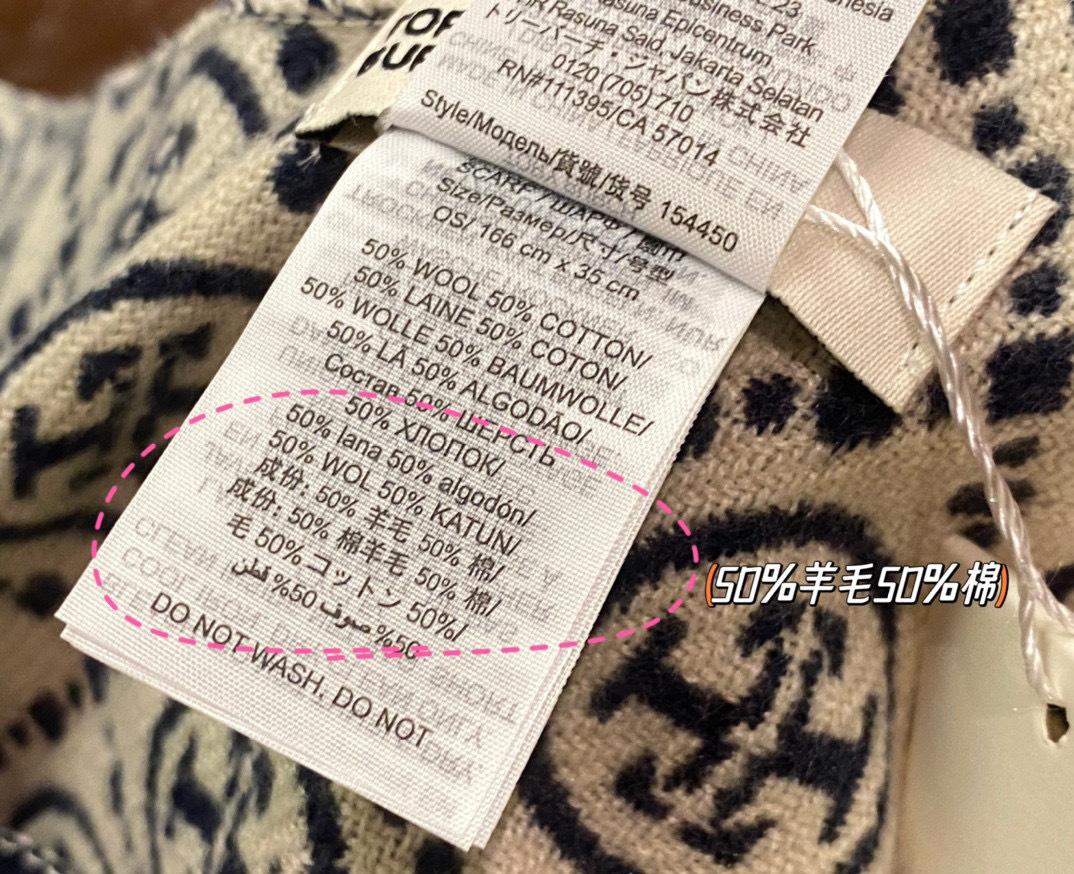 TOR
BUR
23
onesia
Business Park,
Rasuna Epicentrum
HR Rasuna Said, Jakarta Selatan
トリーバーチ・ジャパン株式会社
0120 (705) 710
RN#111395/CA 57014
Style/Модель/貨號/货号 154450
SCARF / ШАРФ /
Size/Размер/尺寸/号型
OS/ 166 cm x 35 cm
50% WOOL 50% COTTON/
50% LAINE 50% COTON/
50% WOLLE 50% BAUMWOLLE/
50% LÃ 50% ALGODÃO/
Состав 50% ШЕРСТЬ
50% ХЛОПОК/
50% lana 50% algodón/
50% WOL 50% KATUN/
成份: 50% 羊毛 50% 棉/
成份: 50% 棉羊毛 50% 棉/
毛 50%コットン 50%/
50% صوف 50% قطن
DO NOT WASH. DO NOT
(50%羊毛50%棉)